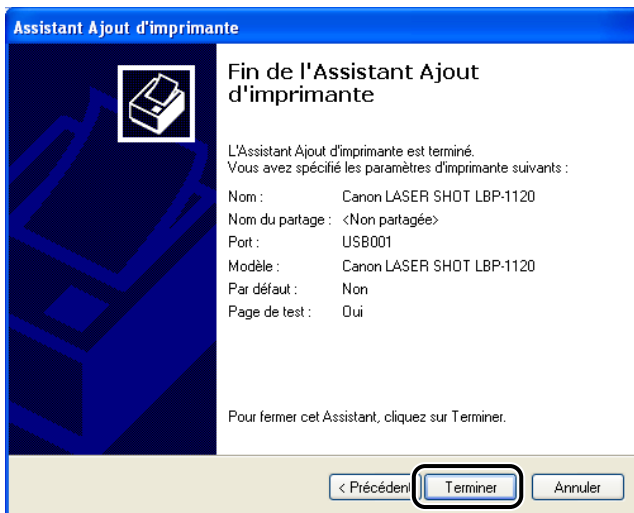 Assistant Ajout d'imprimante
Fin de l'Assistant Ajout
d'imprimante
L'Assistant Ajout d'imprimante est terminé.
Vous avez spécifié les paramètres d'imprimante suivants :
Nom : Canon LASER SHOT LBP-1120
Nom du partage : <Non partagée>
Port : USB001
Modèle : Canon LASER SHOT LBP-1120
Par défaut : Non
Page de test : Oui
Pour fermer cet Assistant, cliquez sur Terminer.
< Précédent Terminer Annuler